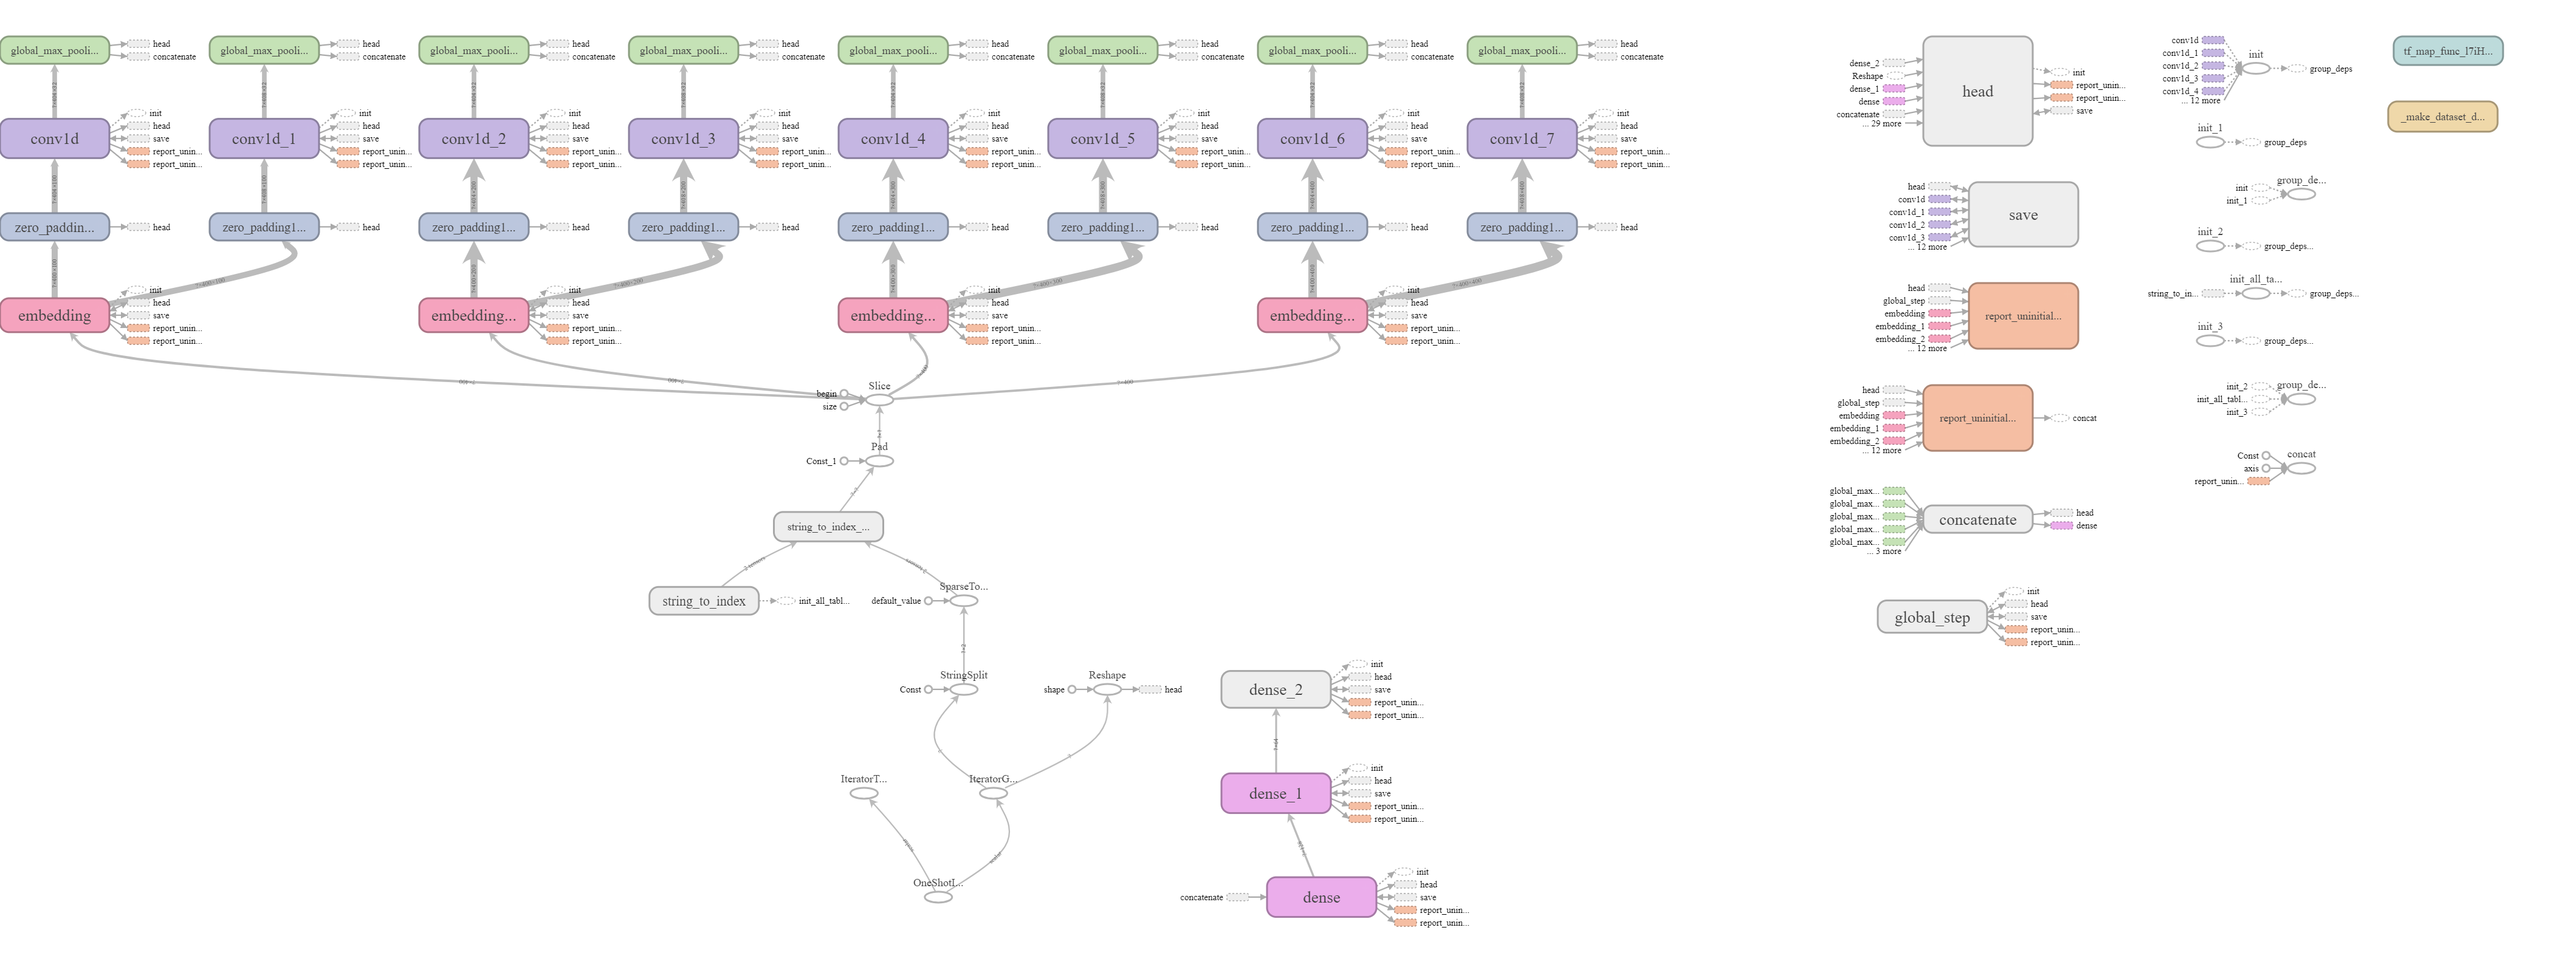 global_max_pooli...
head
concatenate
global_max_pooli...
head
concatenate
global_max_pooli...
head
concatenate
global_max_pooli...
head
concatenate
global_max_pooli...
head
concatenate
global_max_pooli...
head
concatenate
global_max_pooli...
head
concatenate
global_max_pooli...
head
concatenate
conv1d
init
head
save
report_unin...
report_unin...
conv1d_1
init
head
save
report_unin...
report_unin...
conv1d_2
init
head
save
report_unin...
report_unin...
conv1d_3
init
head
save
report_unin...
report_unin...
conv1d_4
init
head
save
report_unin...
report_unin...
conv1d_5
init
head
save
report_unin...
report_unin...
conv1d_6
init
head
save
report_unin...
report_unin...
conv1d_7
init
head
save
report_unin...
report_unin...
zero_paddin...
head
zero_padding1...
head
zero_padding1...
head
zero_padding1...
head
zero_padding1...
head
zero_padding1...
head
zero_padding1...
head
zero_padding1...
head
embedding
init
head
save
report_unin...
report_unin...
embedding...
init
head
save
report_unin...
report_unin...
embedding...
init
head
save
report_unin...
report_unin...
embedding...
init
head
save
report_unin...
report_unin...
Slice
begin
size
Pad
Const_1
string_to_index_...
string_to_index
init_all_tabl...
SparseTo...
default_value
StringSplit
Const
Reshape
shape
head
IteratorT...
IteratorG...
OneShotI...
dense_2
init
head
save
report_unin...
report_unin...
dense_1
init
head
save
report_unin...
report_unin...
concatenate
dense
init
head
save
report_unin...
report_unin...
dense_2
Reshape
dense_1
dense
concatenate
... 29 more
head
init
report_unin...
report_unin...
save
head
conv1d
conv1d_1
conv1d_2
conv1d_3
... 12 more
save
head
global_step
embedding
embedding_1
embedding_2
... 12 more
report_uninitial...
head
global_step
embedding
embedding_1
embedding_2
... 12 more
report_uninitial...
concat
global_max...
global_max...
global_max...
global_max...
global_max...
... 3 more
concatenate
head
dense
global_step
init
head
save
report_unin...
report_unin...
conv1d
conv1d_1
conv1d_2
conv1d_3
conv1d_4
... 12 more
init
group_deps
init_1
group_deps
group_de...
init
init_1
init_2
group_deps...
init_all_ta...
string_to_in...
group_deps...
init_3
group_deps...
group_de...
init_2
init_all_tabl...
init_3
concat
Const
axis
report_unin...
tf_map_func_l7iH...
_make_dataset_d...